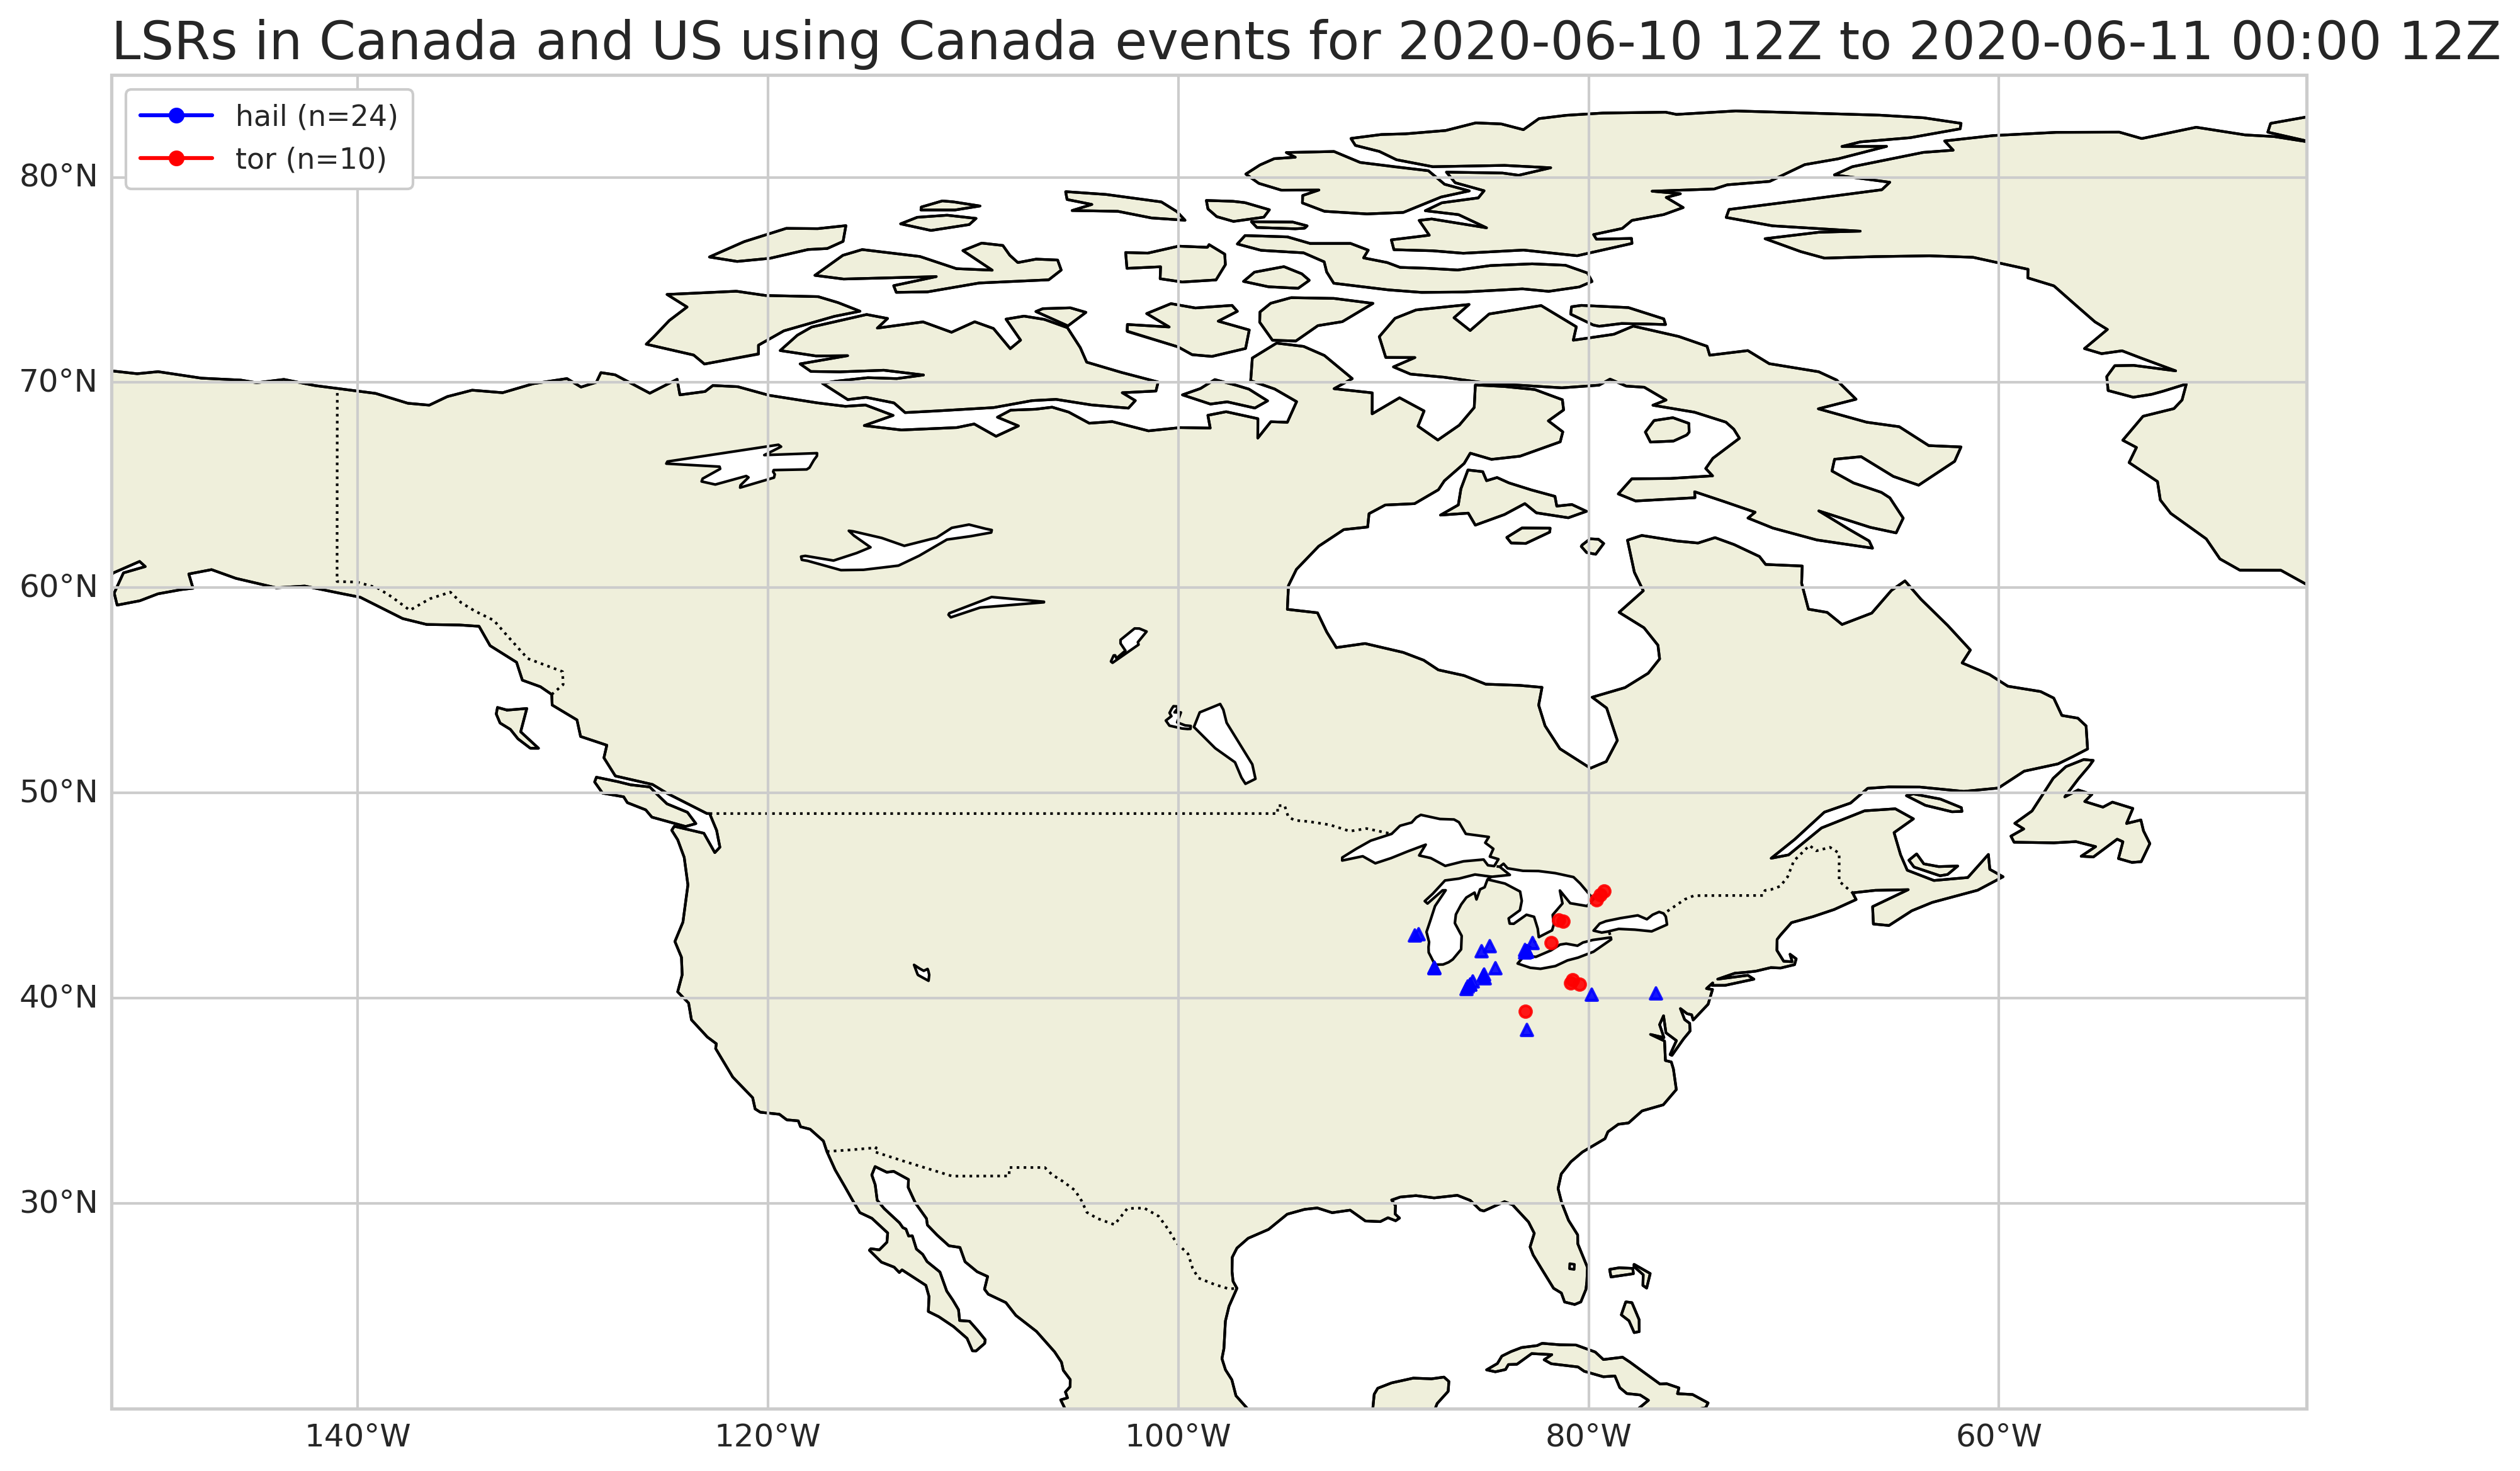 LSRs in Canada and US using Canada events for 2020-06-10 12Z to 2020-06-11 00:00 12Z
hail (n=24)
tor (n=10)
80°N
70°N
60°N
50°N
40°N
30°N
140°W
120°W
100°W
80°W
60°W